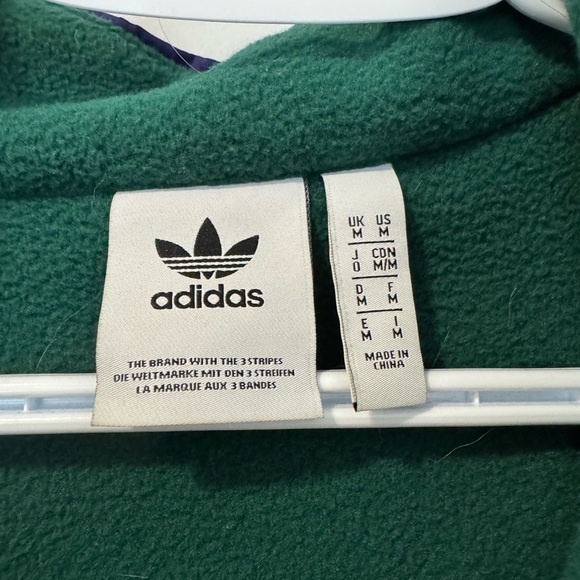 adidas
THE BRAND WITH THE 3 STRIPES
DIE WELTMARKE MIT DEN 3 STREIFEN
LA MARQUE AUX 3 BANDES
UK US
M M
J CDN
O M/M
D F
M M
E I
M M
MADE IN
CHINA